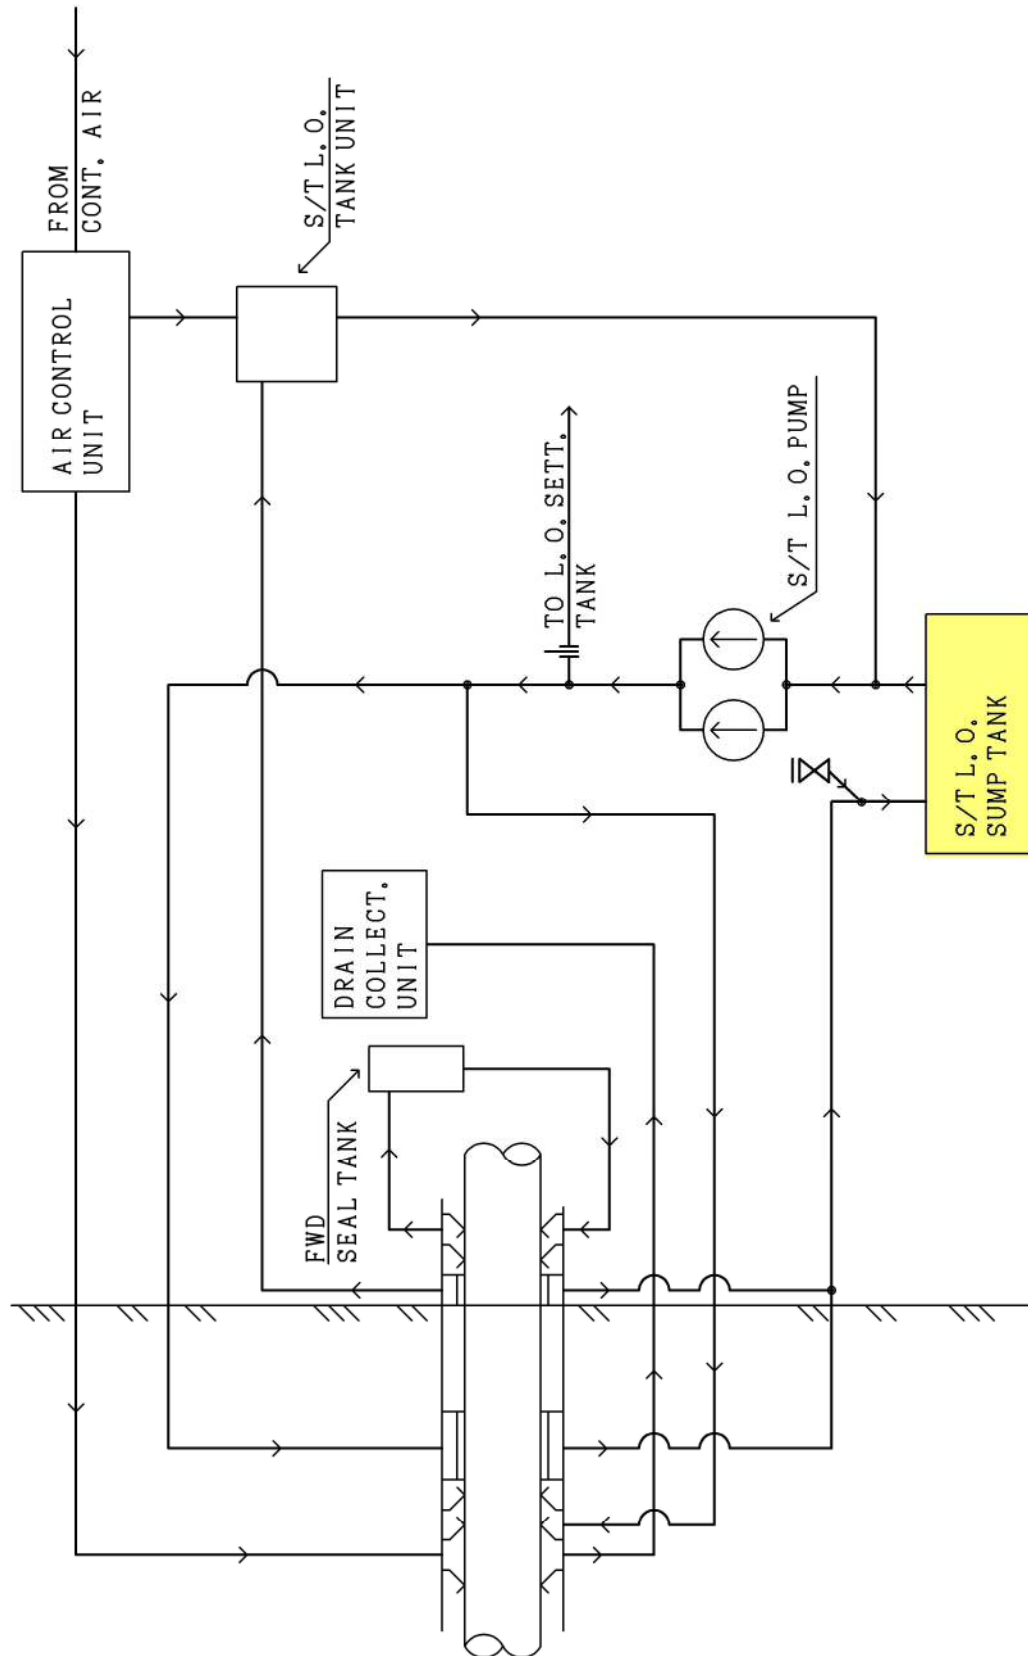 FROM
CONT. AIR
AIR CONTROL
UNIT
S/T L.O.
TANK UNIT
TO L.O.SETT.
TANK
S/T L.O.PUMP
S/T L.O.
SUMP TANK
DRAIN
COLLECT.
UNIT
FWD
SEAL TANK